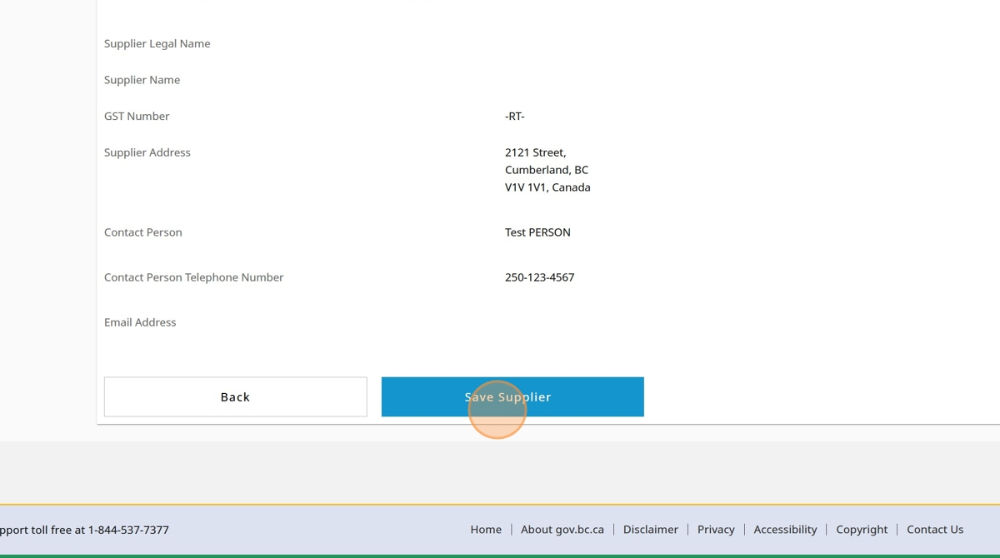 Supplier Legal Name
Supplier Name
GST Number -RT-
Supplier Address 2121 Street,
Cumberland, BC
V1V 1V1, Canada
Contact Person Test PERSON
Contact Person Telephone Number 250-123-4567
Email Address
Back Save Supplier
pport toll free at 1-844-537-7377 Home About gov.bc.ca Disclaimer Privacy Accessibility Copyright Contact Us